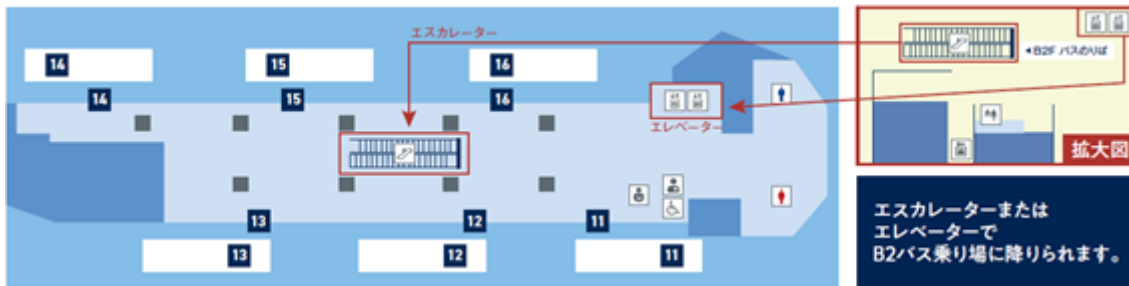 エスカレーター
14
15
16
14
15
16
エレベーター
13
12
11
13
12
11
◂B2F バスのりば
拡大図
エスカレーターまたは
エレベーターで
B2バス乗り場に降りられます。